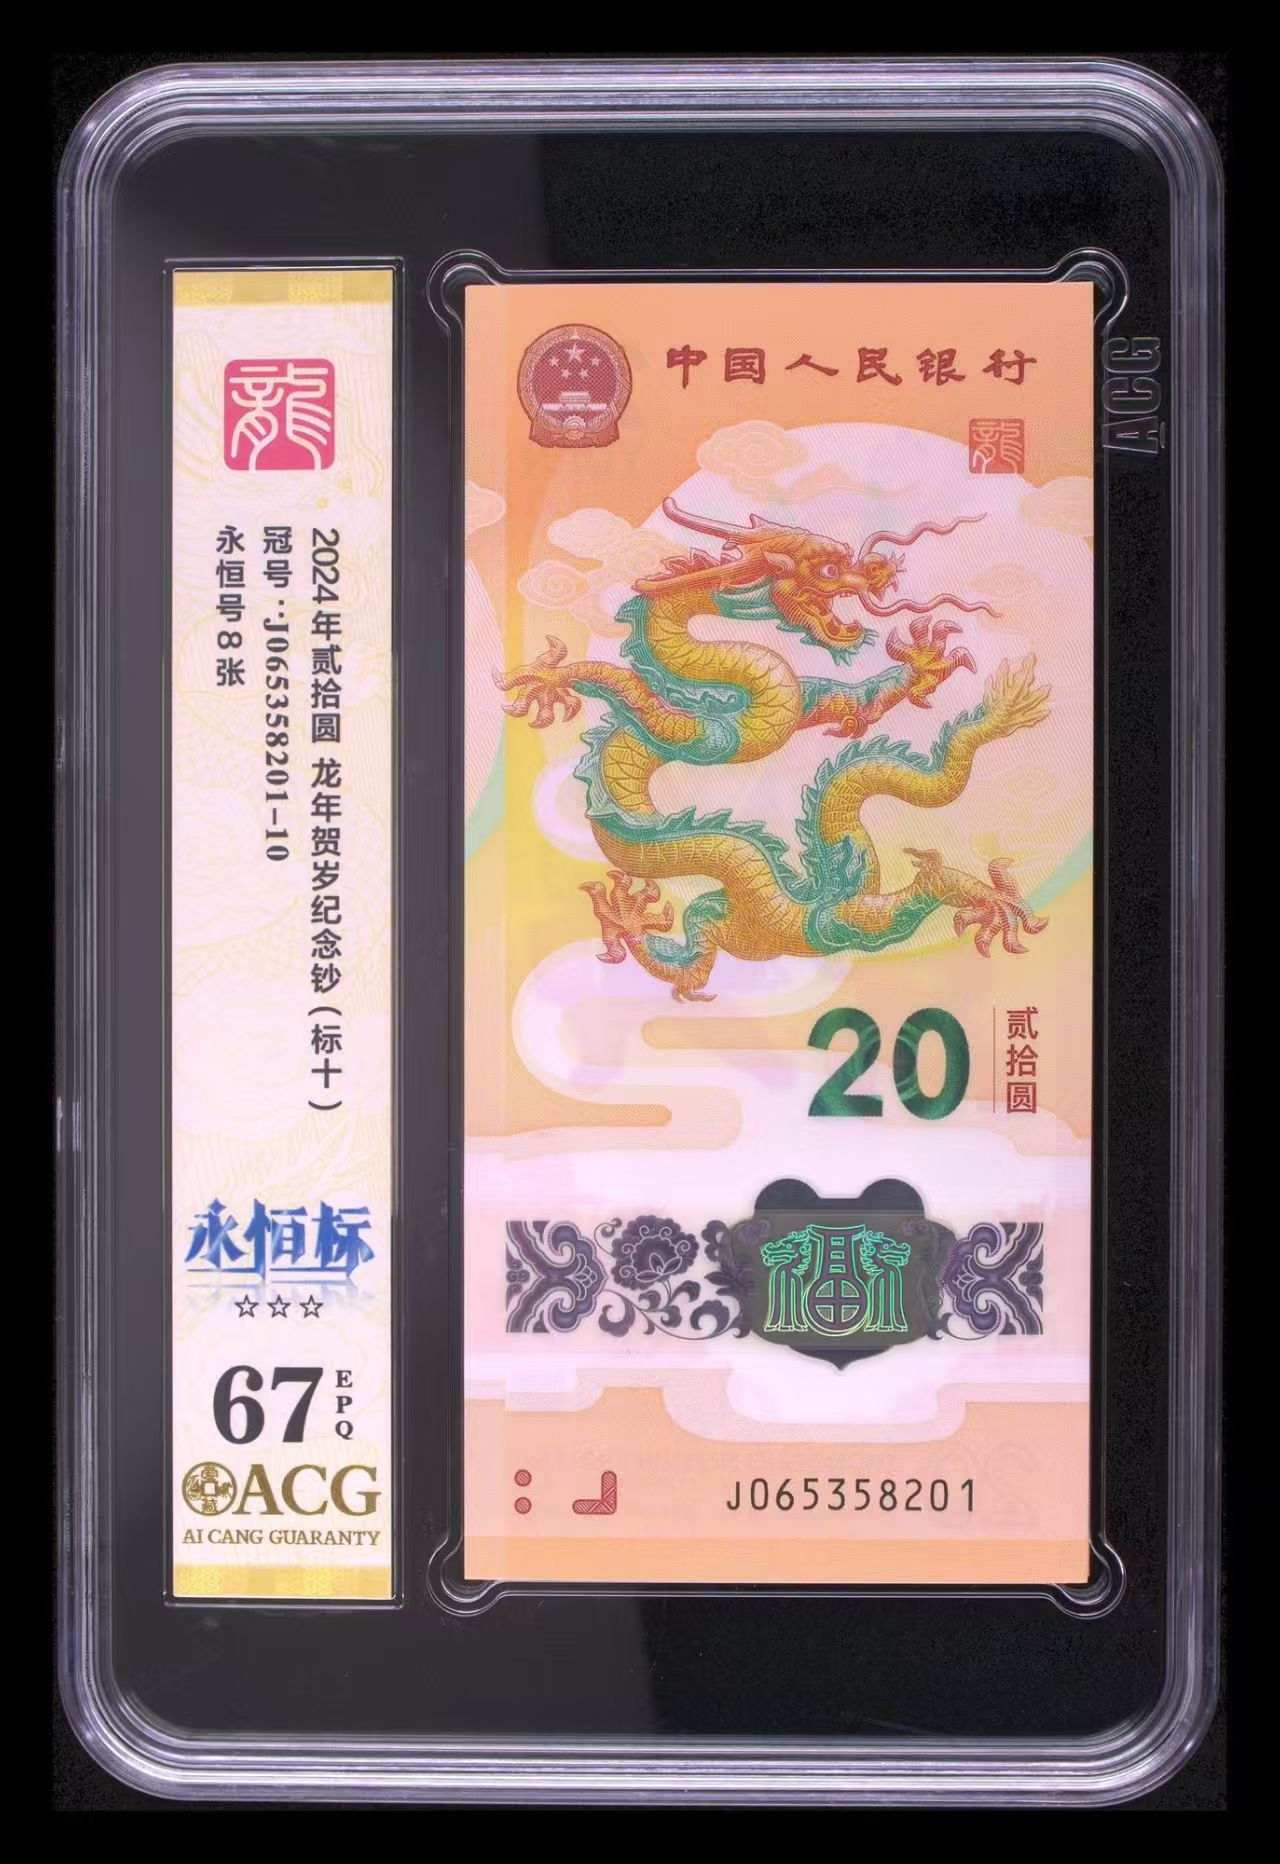 龍
2024年贰拾圆 龙年贺岁纪念钞(标十)
冠号:J065358201-10
永恒号8张
永恒标
☆☆☆
67 EPQ
ACG
AI CANG GUARANTY
中国人民银行
龍
20
贰拾圆
福
J065358201
ACG